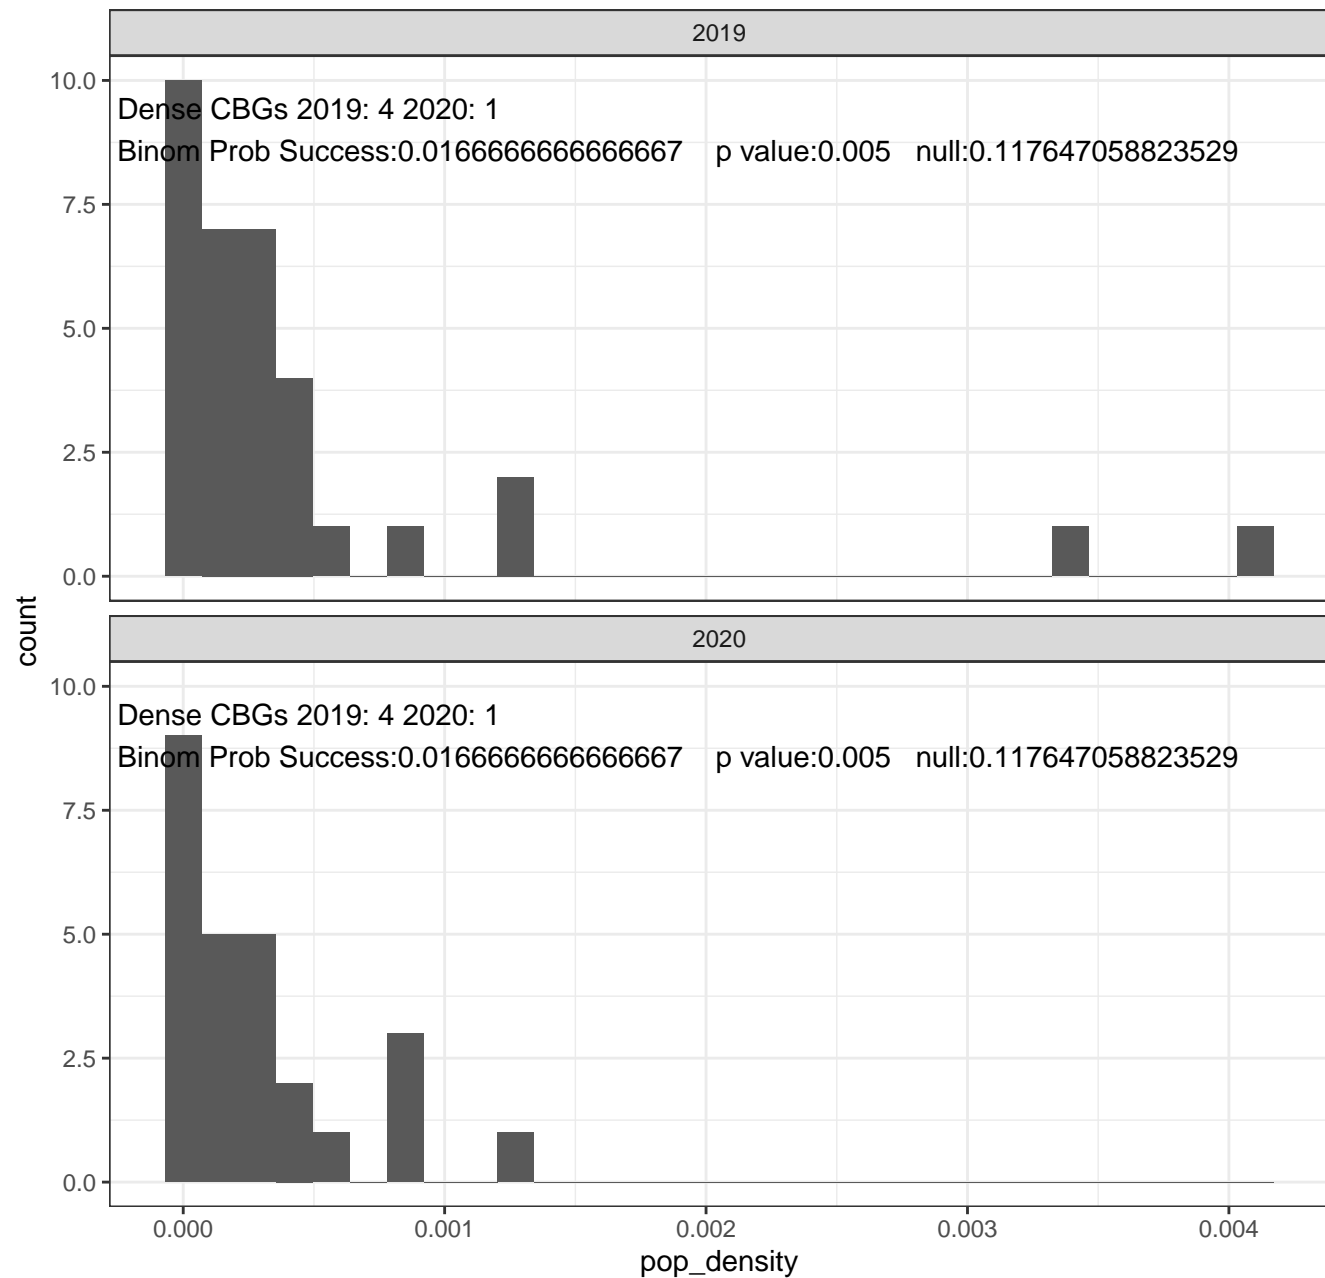 2019
10.0
Dense CBGs 2019: 4 2020: 1
Binom Prob Success:0.0166666666666667 p value:0.005 null:0.117647058823529
7.5
5.0
2.5
0.0
count
2020
10.0
Dense CBGs 2019: 4 2020: 1
Binom Prob Success:0.0166666666666667 p value:0.005 null:0.117647058823529
7.5
5.0
2.5
0.0
0.000 0.001 0.002 0.003 0.004
pop_density